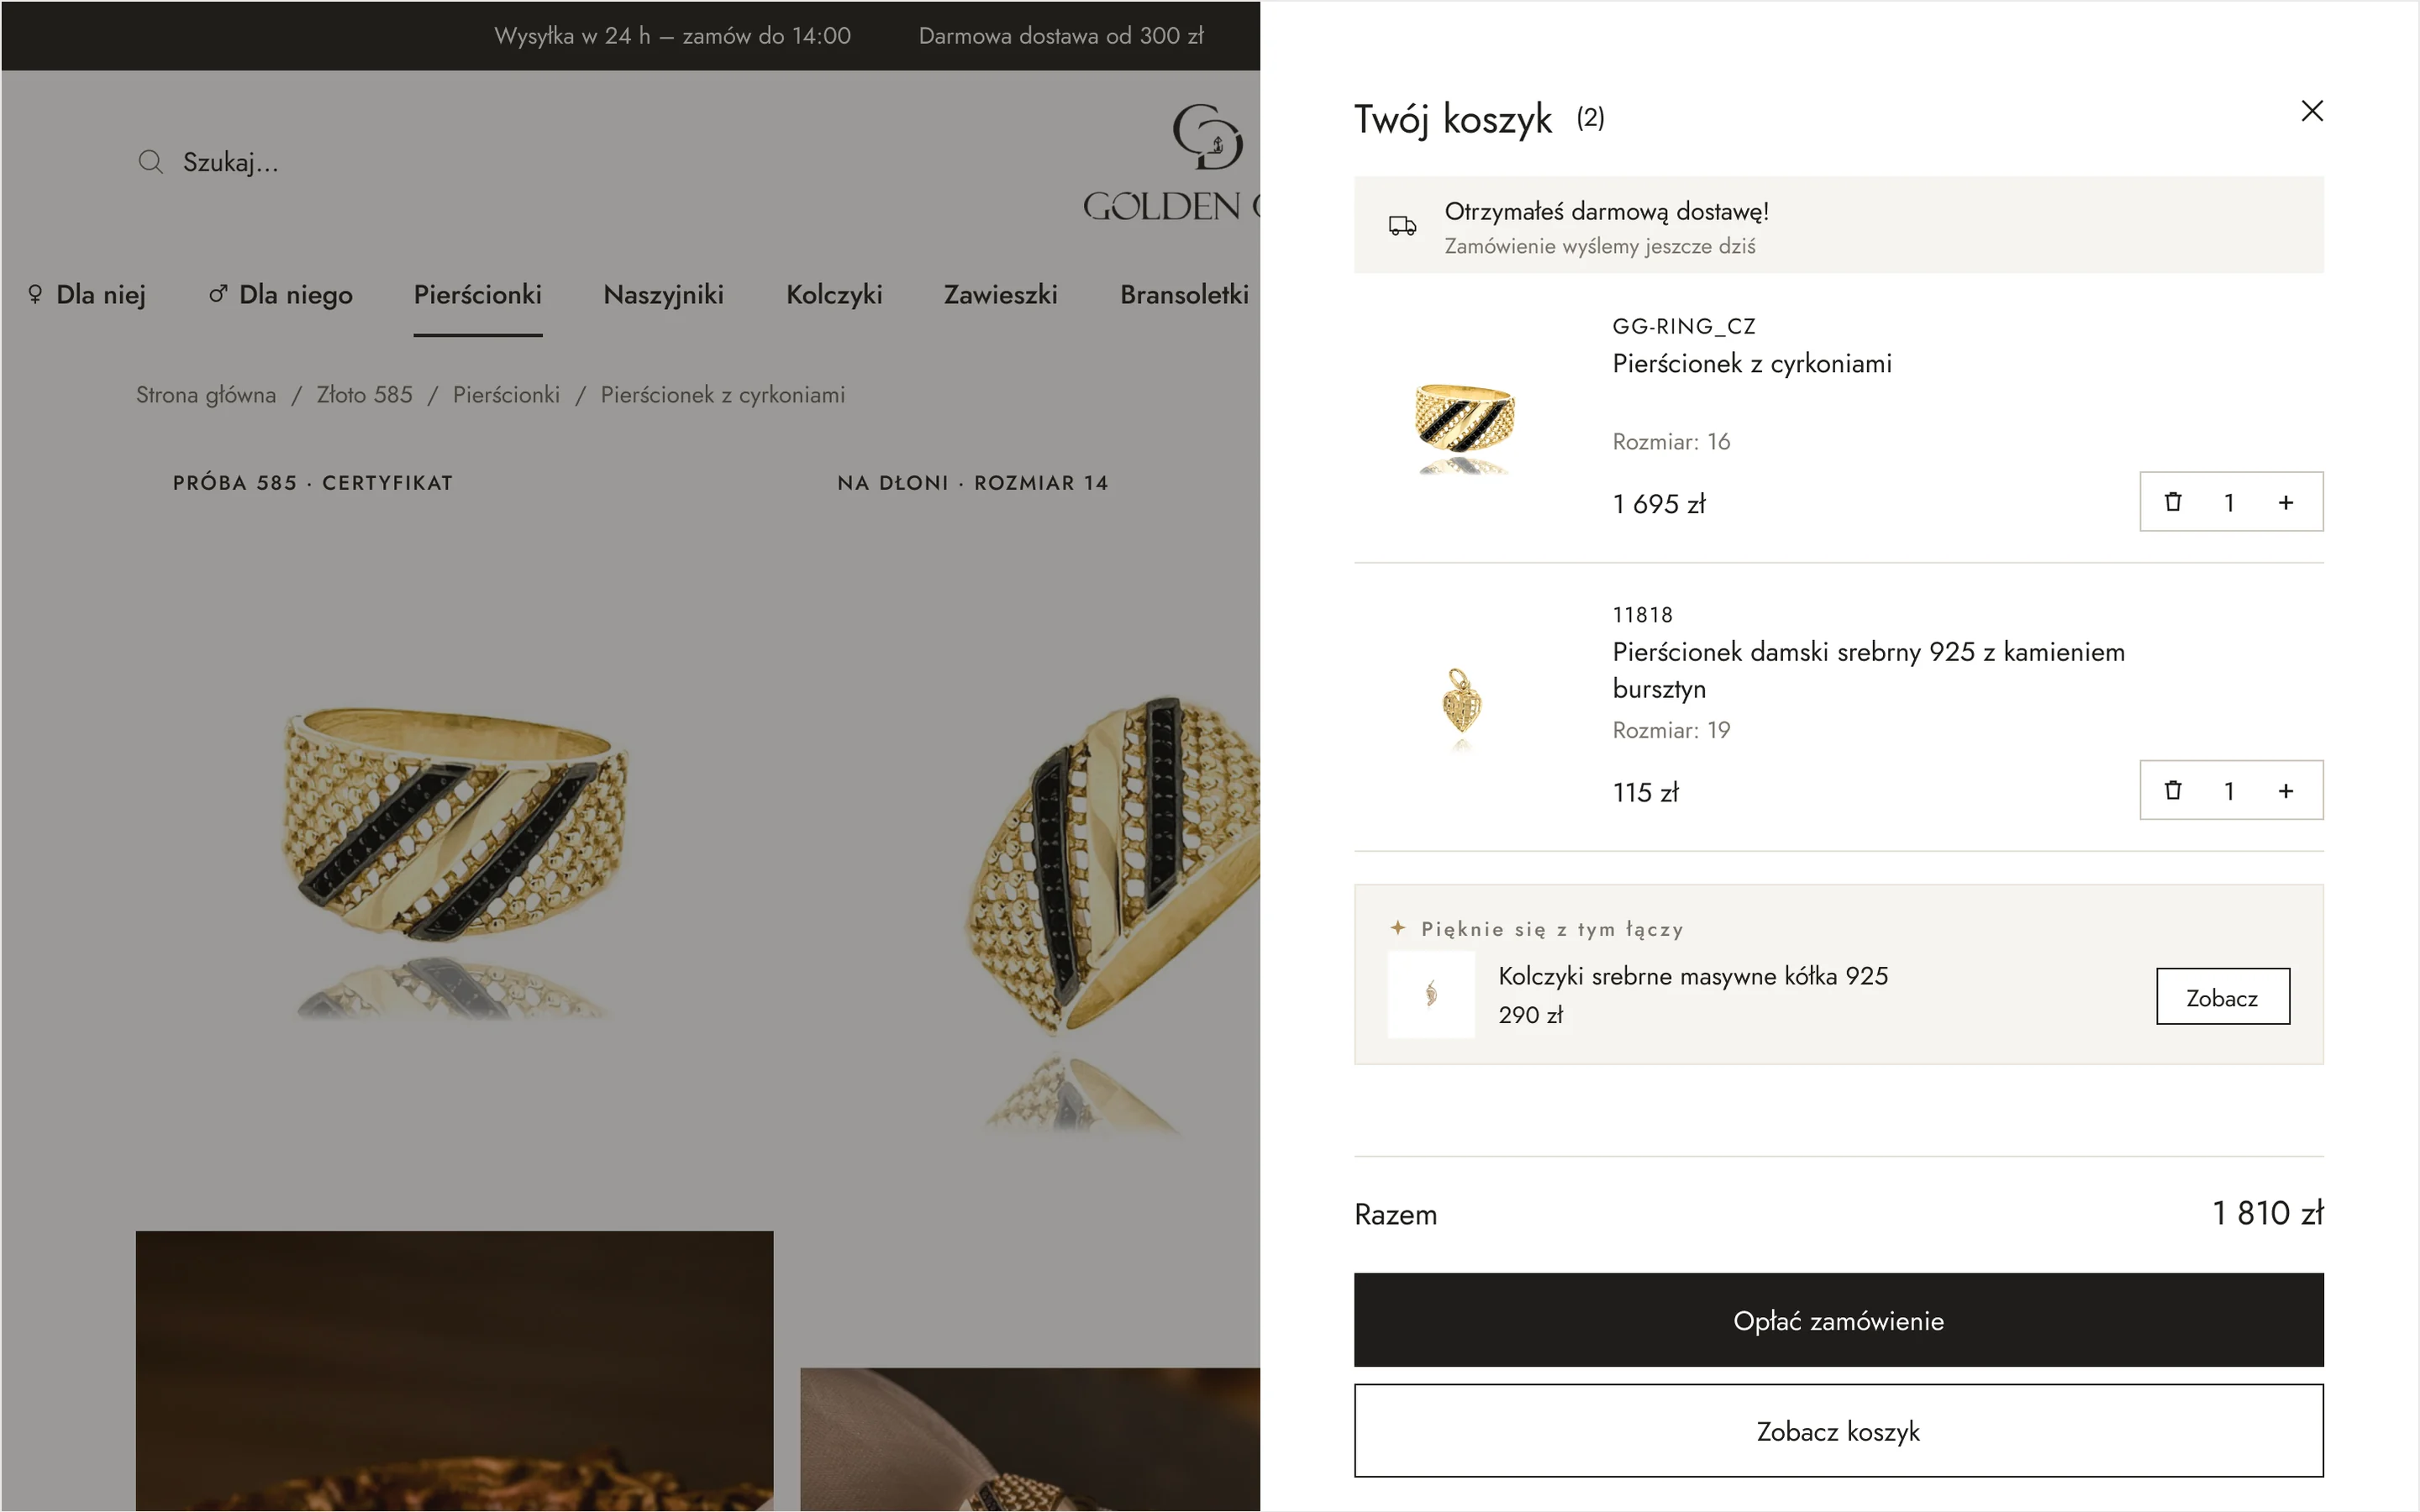 Wysyłka w 24 h – zamów do 14:00
Darmowa dostawa od 300 zł
Szukaj...
GOLDEN
Dla niej
Dla niego
Pierścionki
Naszyjniki
Kolczyki
Zawieszki
Bransoletki
Strona główna / Złoto 585 / Pierścionki / Pierścionek z cyrkoniami
PRÓBA 585 · CERTYFIKAT
NA DŁONI · ROZMIAR 14
Twój koszyk (2)
Otrzymałeś darmową dostawę!
Zamówienie wyślemy jeszcze dziś
GG-RING_CZ
Pierścionek z cyrkoniami
Rozmiar: 16
1 695 zł
1
11818
Pierścionek damski srebrny 925 z kamieniem
bursztyn
Rozmiar: 19
115 zł
1
Pięknie się z tym łączy
Kolczyki srebrne masywne kółka 925
290 zł
Zobacz
Razem
1 810 zł
Opłać zamówienie
Zobacz koszyk